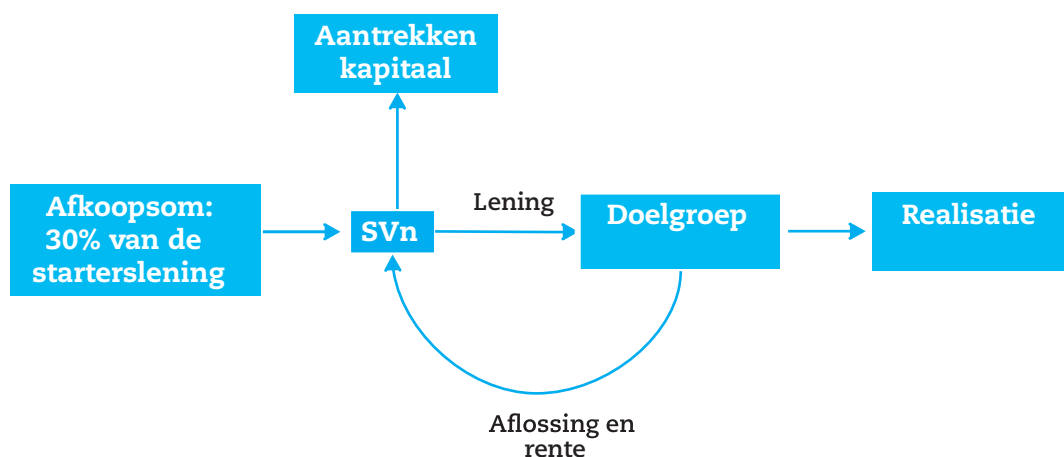 Aantrekken
kapitaal
Afkoopsom:
30% van de
starterslening
SVn
Lening
Doelgroep
Realisatie
Aflossing en
rente